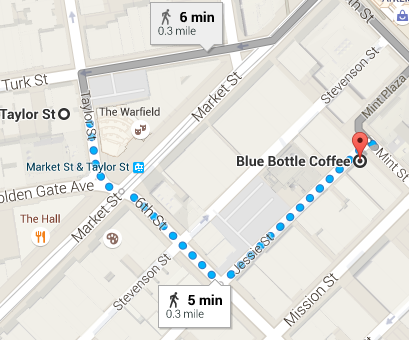 6 min
0.3 mile
Turk St
Taylor St
Taylor St
The Warfield
Market St
Stevenson St
Mint Plaza
Mint St
Market St & Taylor St
Blue Bottle Coffee
olden Gate Ave
Market St
6th St
The Hall
Jessie St
Stevenson St
Mission St
5 min
0.3 mile